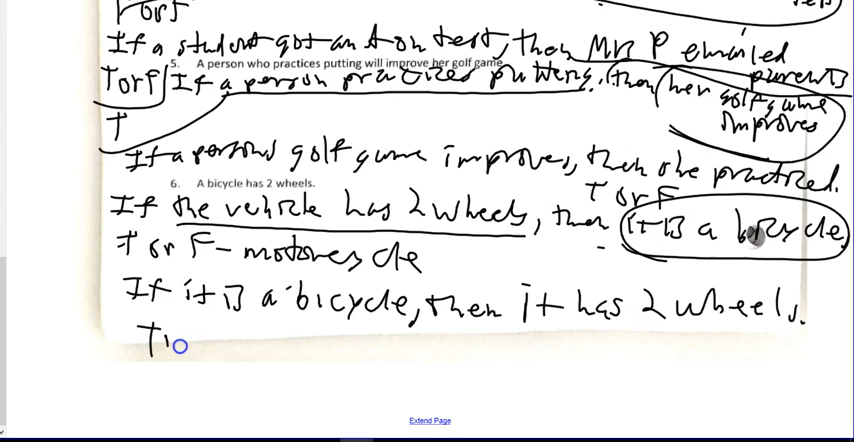 T or F
If a student got an A on test, then Mr P emailed parents
5. A person who practices putting will improve her golf game.
T or F If a person practices putting, then her golf game improves
T
If a persons golf game improves, then she practiced.
T or F
6. A bicycle has 2 wheels.
If the vehicle has 2 wheels, then it is a bicycle
T or F - motorcycle
If it is a bicycle, then it has 2 wheels.
T
Extend Page